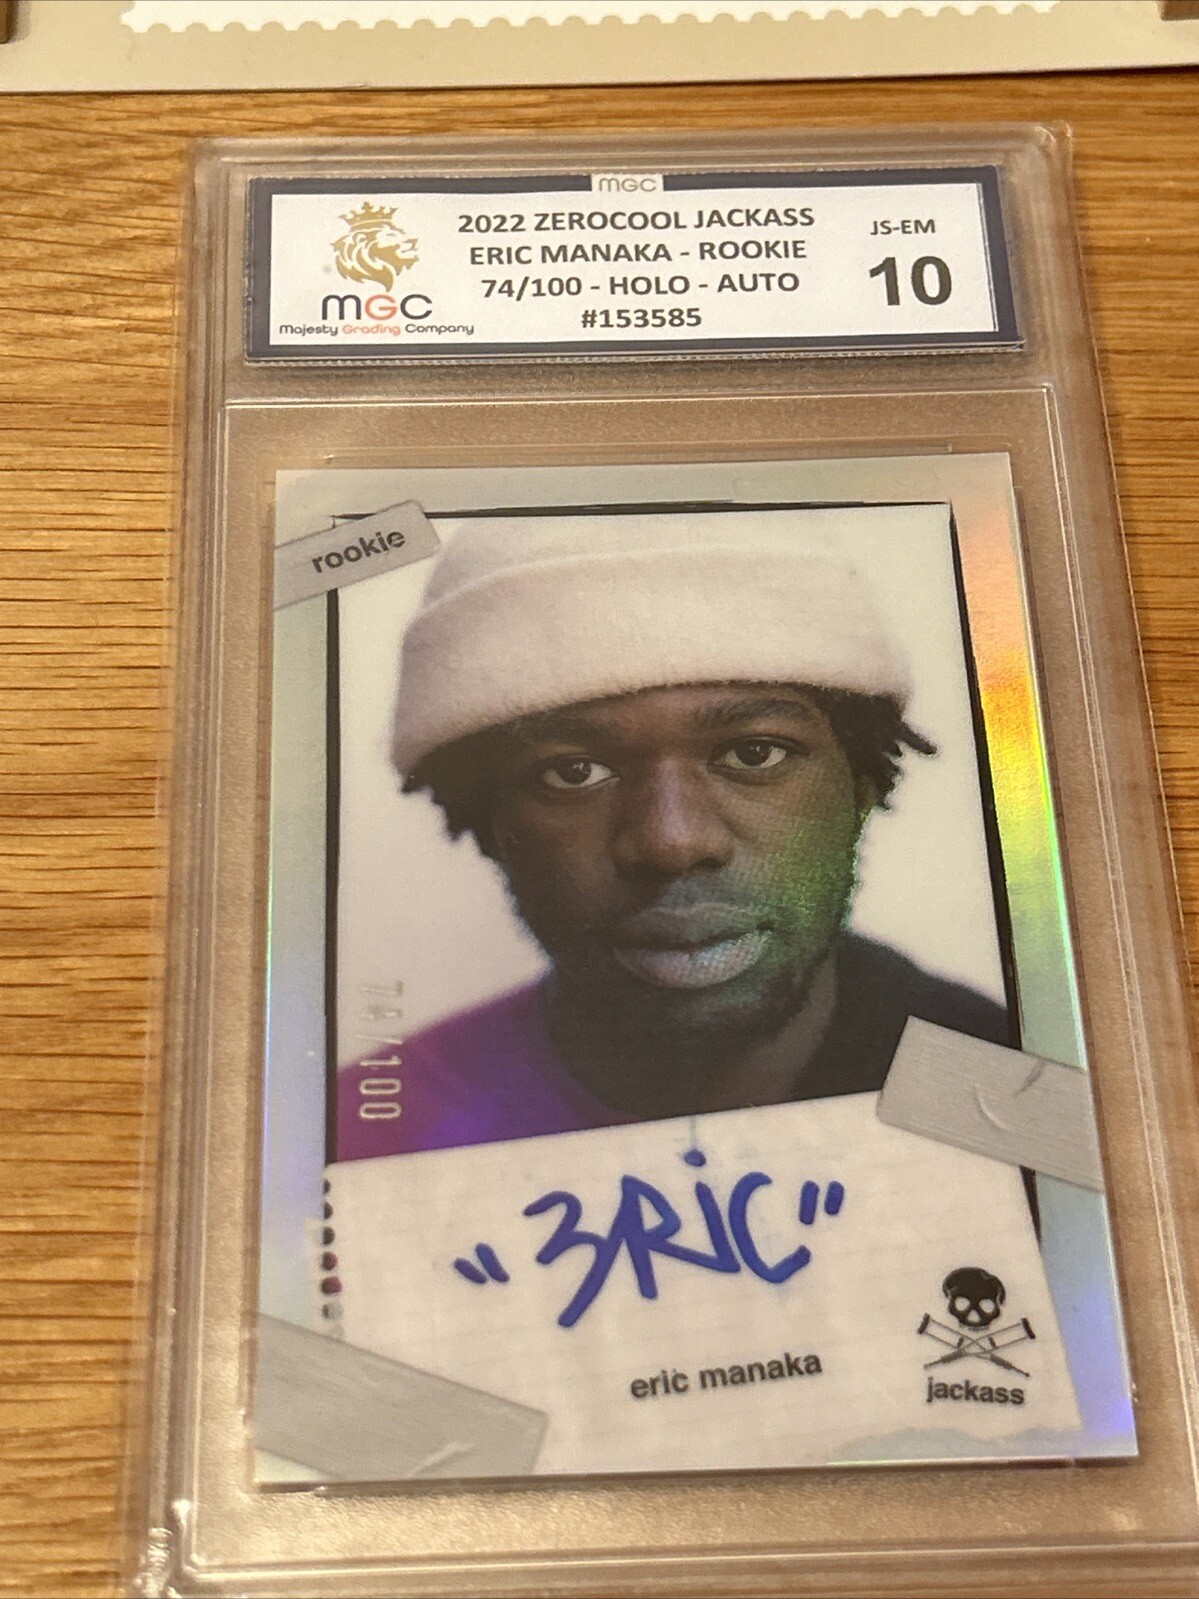 mGC
2022 ZEROCOOL JACKASS
ERIC MANAKA - ROOKIE
74/100 - HOLO - AUTO
#153585
JS-EM
10
mGC
Majesty Grading Company
rookie
74/100
"3RiC"
eric manaka
jackass